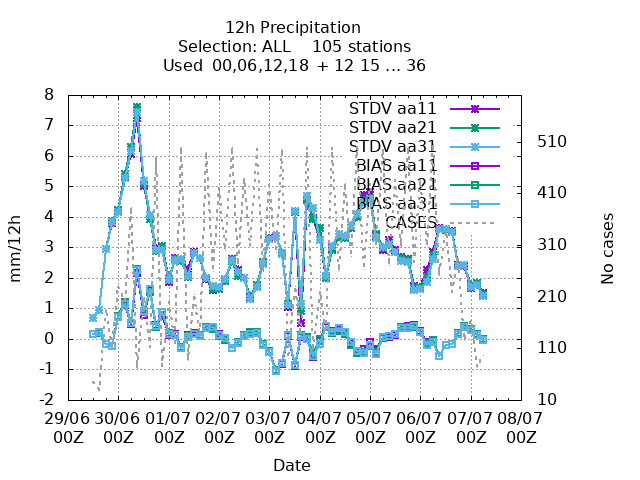 12h Precipitation
Selection: ALL    105 stations
Used  00,06,12,18  + 12 15 ... 36
8
7
6
5
4
3
2
1
0
-1
-2
mm/12h
STDV aa11
STDV aa21
STDV aa31
BIAS aa11
BIAS aa21
BIAS aa31
CASES
510
410
310
210
110
10
No cases
29/06 30/06 01/07 02/07 03/07 04/07 05/07 06/07 07/07 08/07
00Z 00Z 00Z 00Z 00Z 00Z 00Z 00Z 00Z 00Z
Date